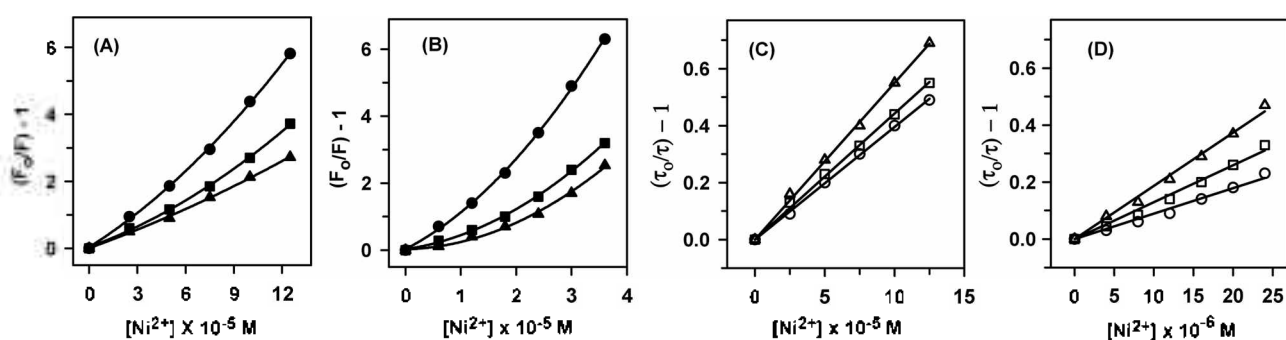 (A)
(F₀/F) - 1
6
4
2
0
0 3 6 9 12
[Ni²⁺] X 10⁻⁵ M
(B)
(F₀/F) - 1
6
4
2
0
0 1 2 3 4
[Ni²⁺] x 10⁻⁵ M
(C)
(τ₀/τ) – 1
0.6
0.4
0.2
0.0
0 5 10 15
[Ni²⁺] x 10⁻⁵ M
(D)
(τ₀/τ) – 1
0.6
0.4
0.2
0.0
0 5 10 15 20 25
[Ni²⁺] x 10⁻⁶ M